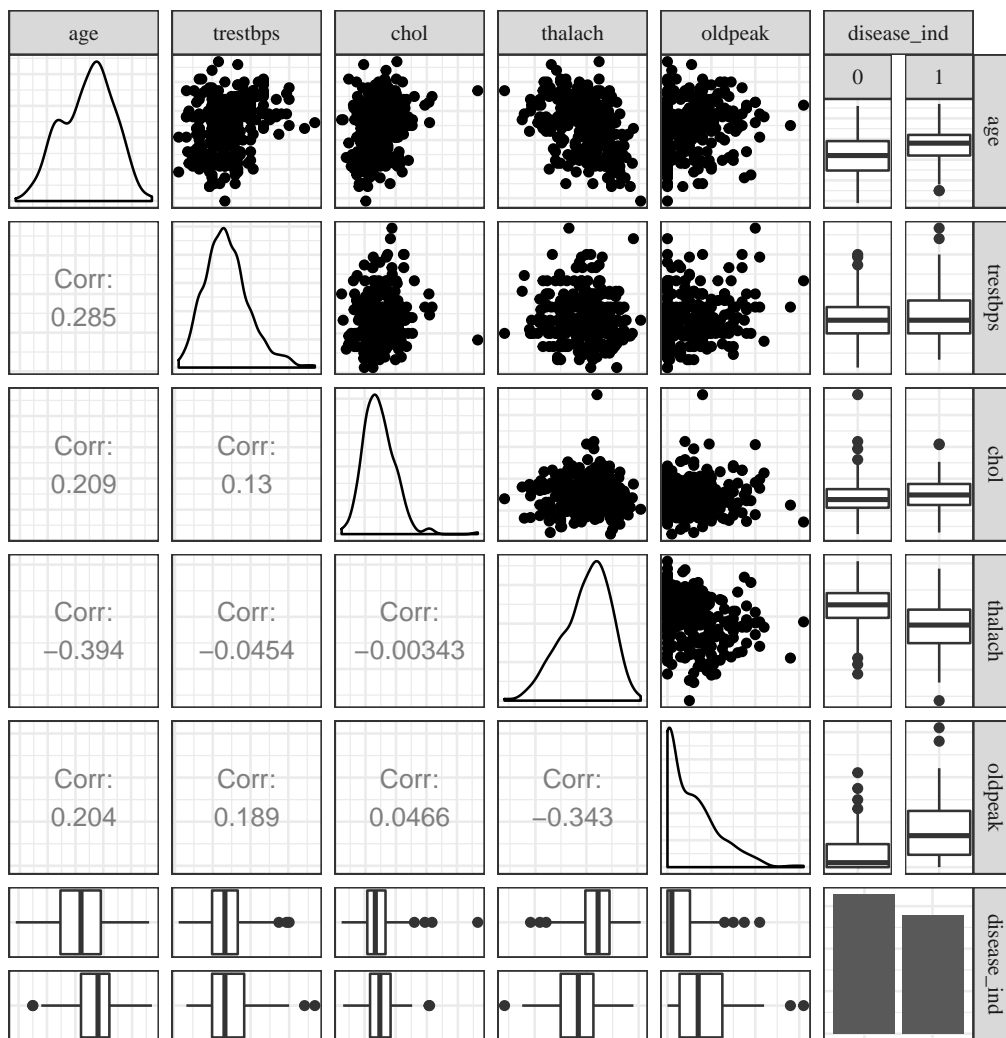 age trestbps chol thalach oldpeak disease_ind
0 1
age
Corr:
0.285
trestbps
Corr: Corr:
0.209 0.13
chol
Corr: Corr: Corr:
−0.394 −0.0454 −0.00343
thalach
Corr: Corr: Corr: Corr:
0.204 0.189 0.0466 −0.343
oldpeak
disease_ind